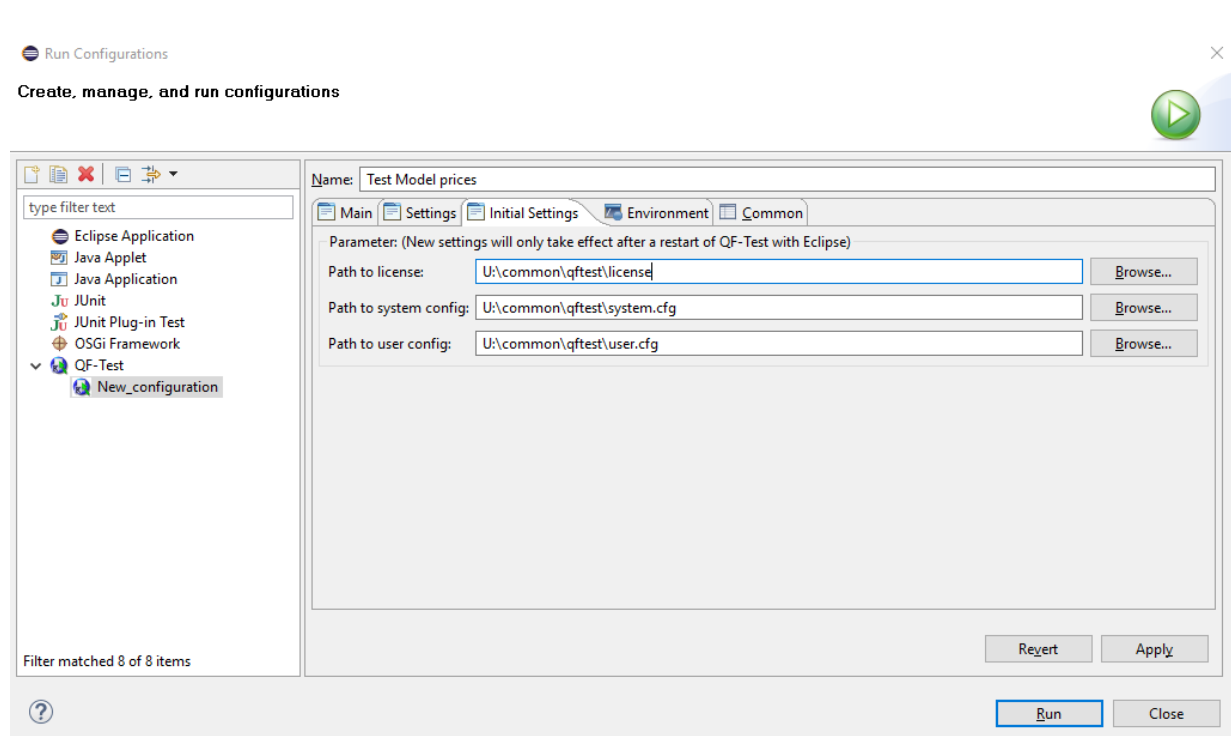 Run Configurations
Create, manage, and run configurations
type filter text
Eclipse Application
Java Applet
Java Application
JUnit
JUnit Plug-in Test
OSGi Framework
QF-Test
New_configuration
Filter matched 8 of 8 items
Name: Test Model prices
Main Settings Initial Settings Environment Common
Parameter: (New settings will only take effect after a restart of QF-Test with Eclipse)
Path to license: U:\common\qftest\license Browse...
Path to system config: U:\common\qftest\system.cfg Browse...
Path to user config: U:\common\qftest\user.cfg Browse...
Revert Apply
Run Close